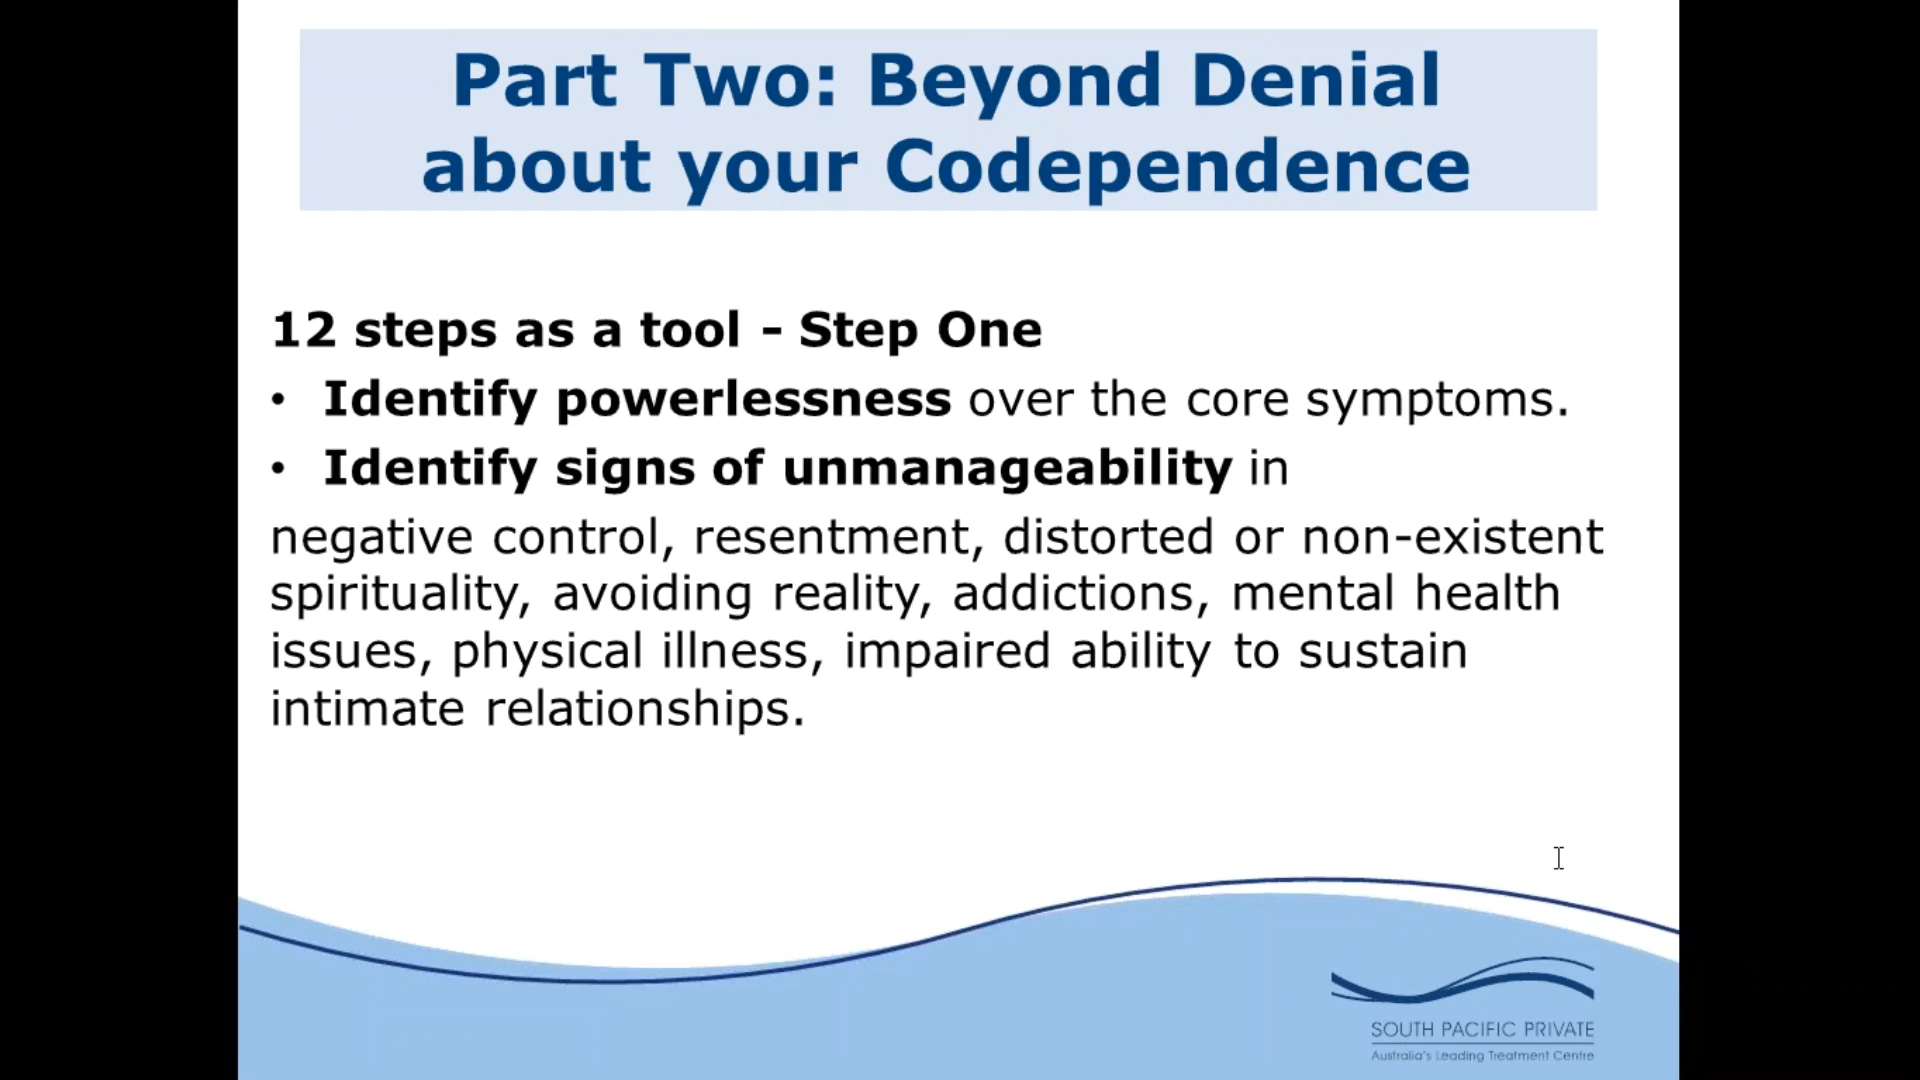 Part Two: Beyond Denial
about your Codependence
12 steps as a tool - Step One
• Identify powerlessness over the core symptoms.
• Identify signs of unmanageability in
negative control, resentment, distorted or non-existent
spirituality, avoiding reality, addictions, mental health
issues, physical illness, impaired ability to sustain
intimate relationships.
SOUTH PACIFIC PRIVATE
Australia's Leading Treatment Centre